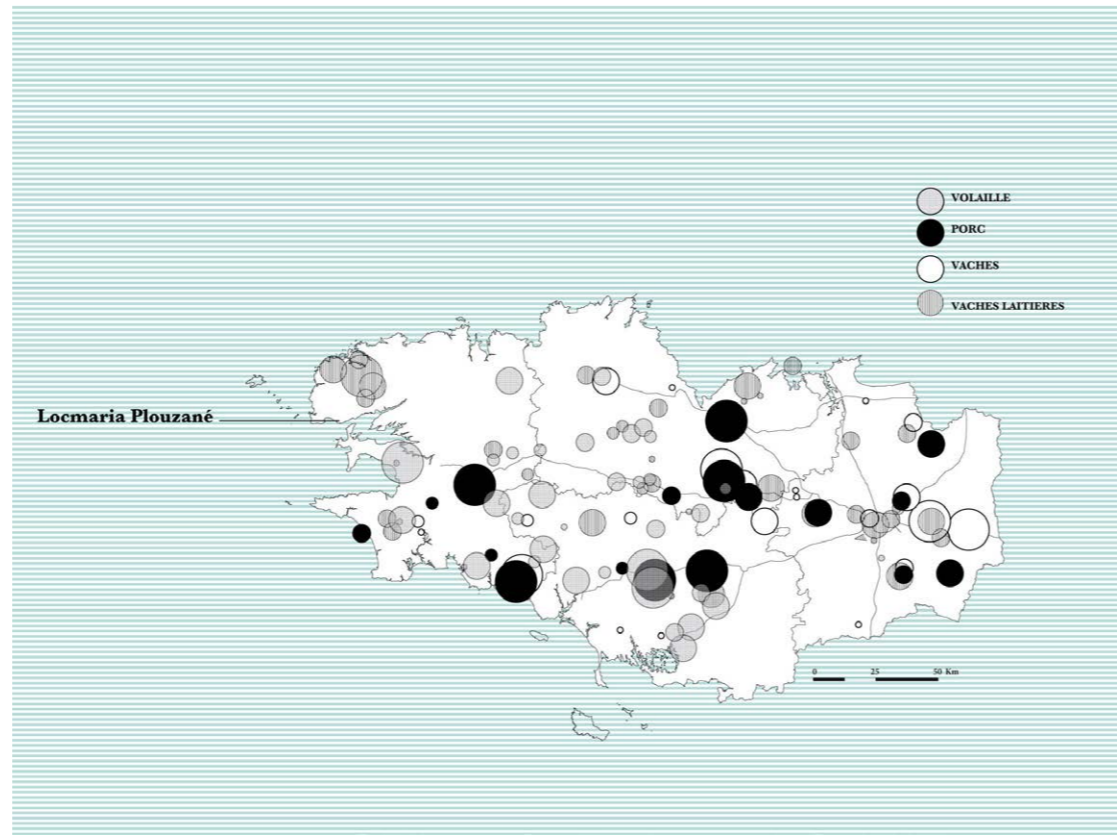 VOLAILLE
PORC
VACHES
VACHES LAITIERES
Locmaria Plouzané
0 25 50 Km